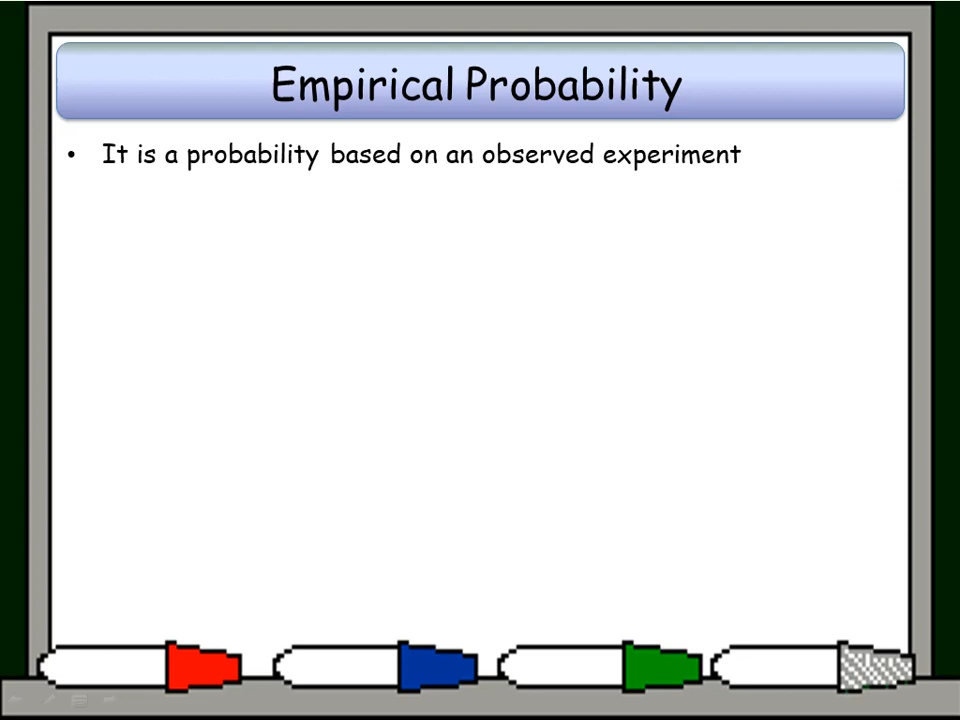 Empirical Probability
• It is a probability based on an observed experiment